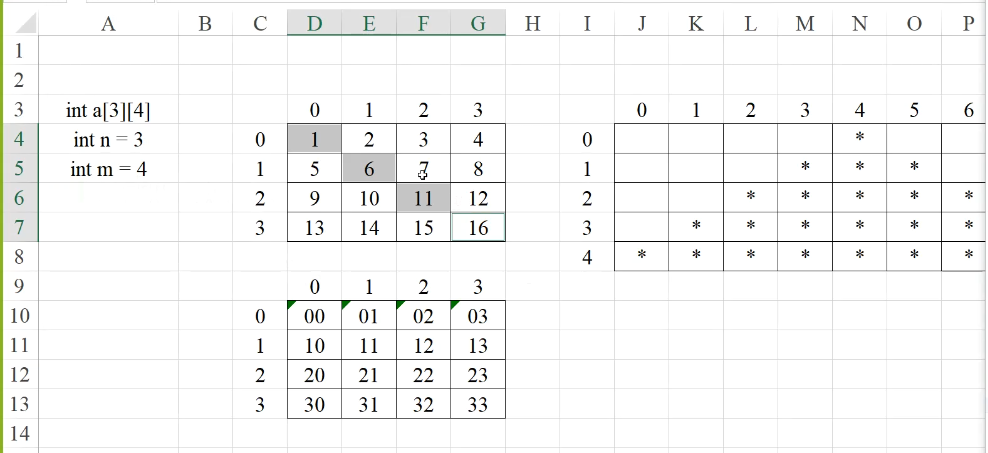 A B C D E F G H I J K L M N O P
1
2
3 int a[3][4] 0 1 2 3 0 1 2 3 4 5 6
4 int n = 3 0 1 2 3 4 0 *
5 int m = 4 1 5 6 7 8 1 * * *
6 2 9 10 11 12 2 * * * * *
7 3 13 14 15 16 3 * * * * * *
8 4 * * * * * * *
9 0 1 2 3
10 0 00 01 02 03
11 1 10 11 12 13
12 2 20 21 22 23
13 3 30 31 32 33
14